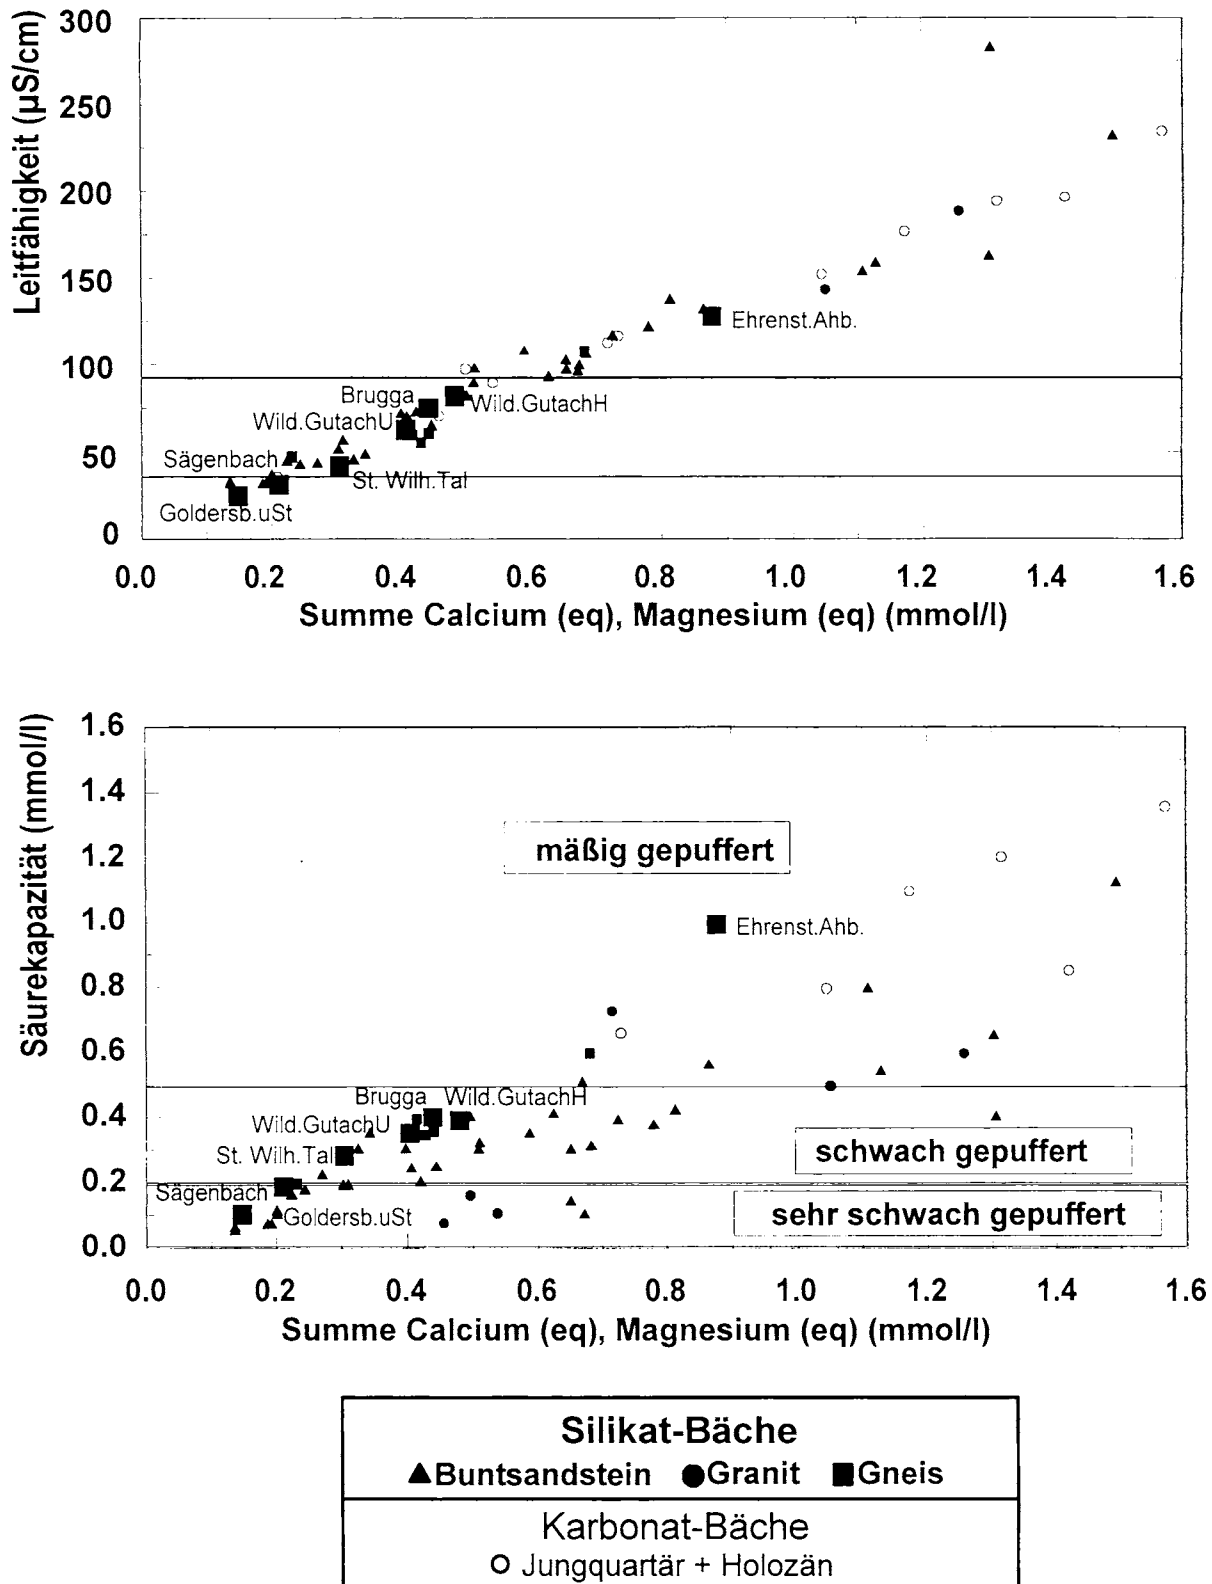 Leitfähigkeit (µS/cm)
300
250
200
150
100
50
0
Ehrenst.Ahb.
Brugga
Wild.GutachH
Wild.GutachU
Sägenbach
St. Wilh.Tal
Goldersb.uSt
0.0 0.2 0.4 0.6 0.8 1.0 1.2 1.4 1.6
Summe Calcium (eq), Magnesium (eq) (mmol/l)
Säurekapazität (mmol/l)
1.6
1.4
1.2
1.0
0.8
0.6
0.4
0.2
0.0
mäßig gepuffert
Ehrenst.Ahb.
Brugga Wild.GutachH
Wild.GutachU
St. Wilh.Tal
schwach gepuffert
Sägenbach
Goldersb.uSt
sehr schwach gepuffert
0.0 0.2 0.4 0.6 0.8 1.0 1.2 1.4 1.6
Summe Calcium (eq), Magnesium (eq) (mmol/l)
Silikat-Bäche
Buntsandstein Granit Gneis
Karbonat-Bäche
Jungquartär + Holozän